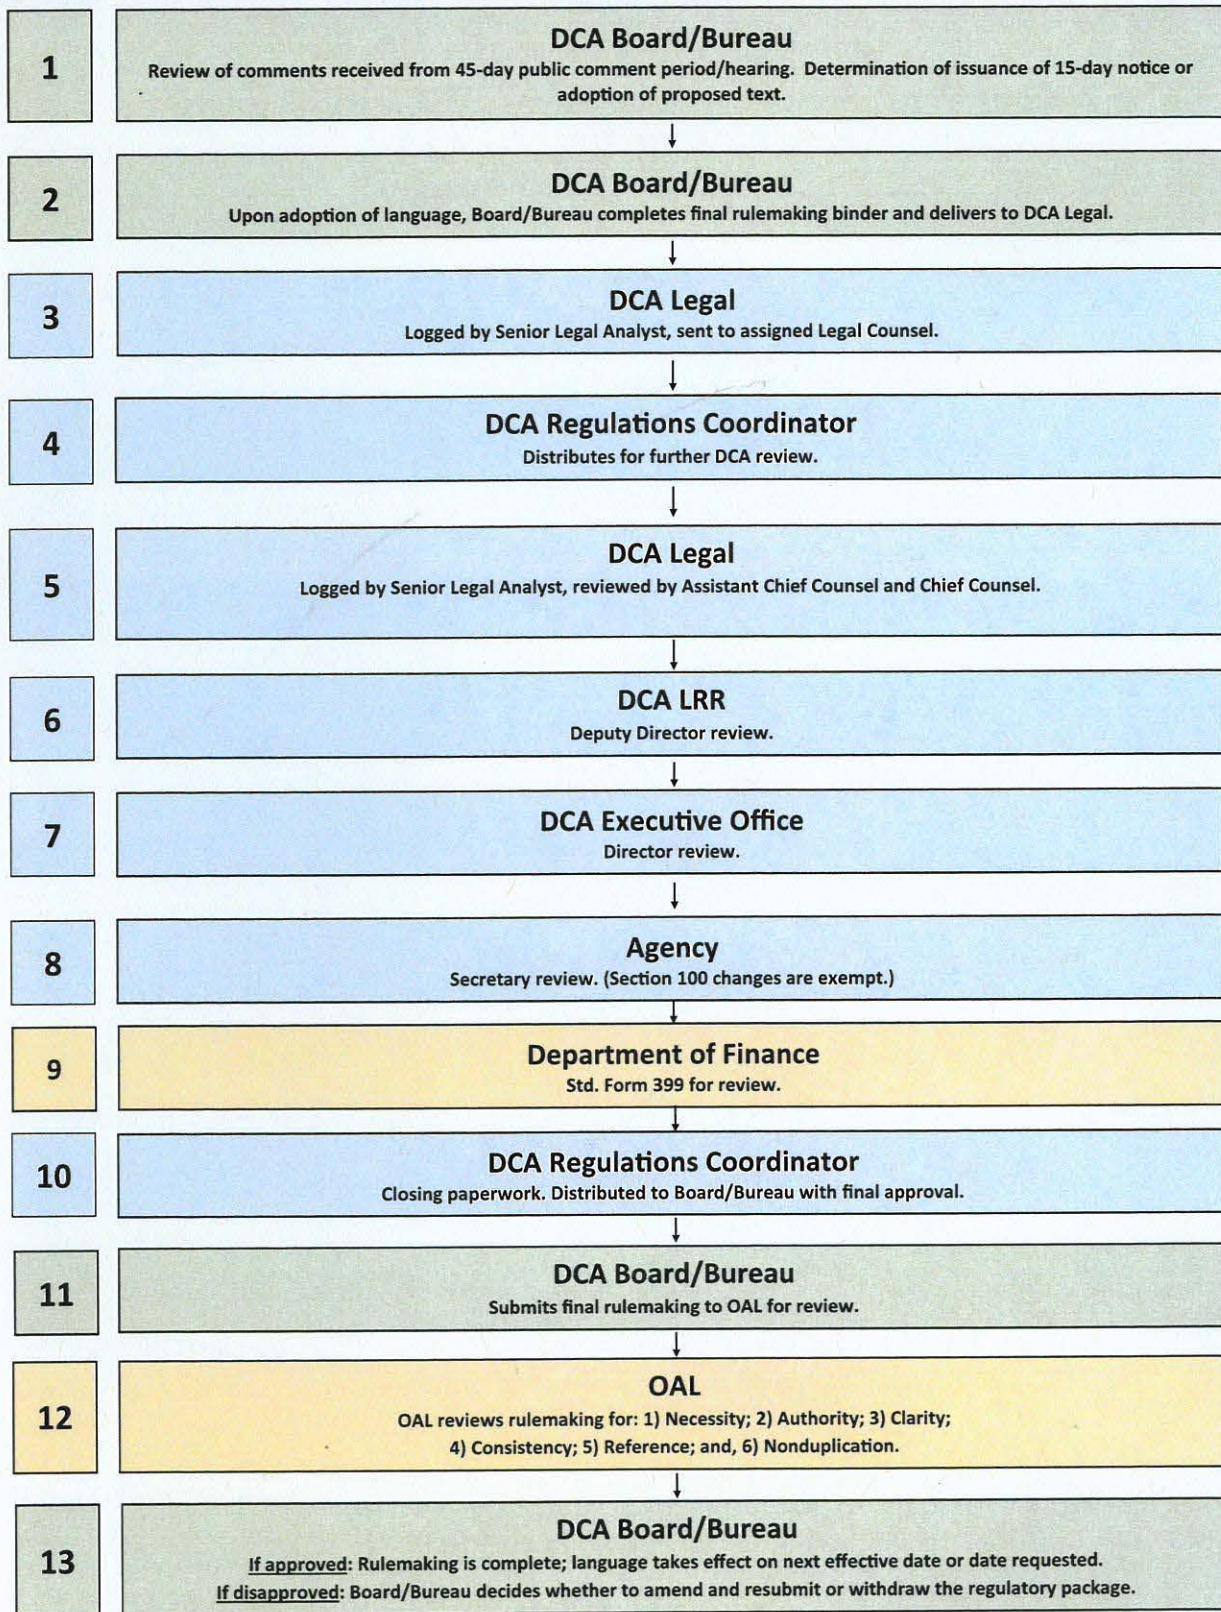 1
DCA Board/Bureau
Review of comments received from 45-day public comment period/hearing. Determination of issuance of 15-day notice or
adoption of proposed text.
2
DCA Board/Bureau
Upon adoption of language, Board/Bureau completes final rulemaking binder and delivers to DCA Legal.
3
DCA Legal
Logged by Senior Legal Analyst, sent to assigned Legal Counsel.
4
DCA Regulations Coordinator
Distributes for further DCA review.
5
DCA Legal
Logged by Senior Legal Analyst, reviewed by Assistant Chief Counsel and Chief Counsel.
6
DCA LRR
Deputy Director review.
7
DCA Executive Office
Director review.
8
Agency
Secretary review. (Section 100 changes are exempt.)
9
Department of Finance
Std. Form 399 for review.
10
DCA Regulations Coordinator
Closing paperwork. Distributed to Board/Bureau with final approval.
11
DCA Board/Bureau
Submits final rulemaking to OAL for review.
12
OAL
OAL reviews rulemaking for: 1) Necessity; 2) Authority; 3) Clarity;
4) Consistency; 5) Reference; and, 6) Nonduplication.
13
DCA Board/Bureau
If approved: Rulemaking is complete; language takes effect on next effective date or date requested.
If disapproved: Board/Bureau decides whether to amend and resubmit or withdraw the regulatory package.